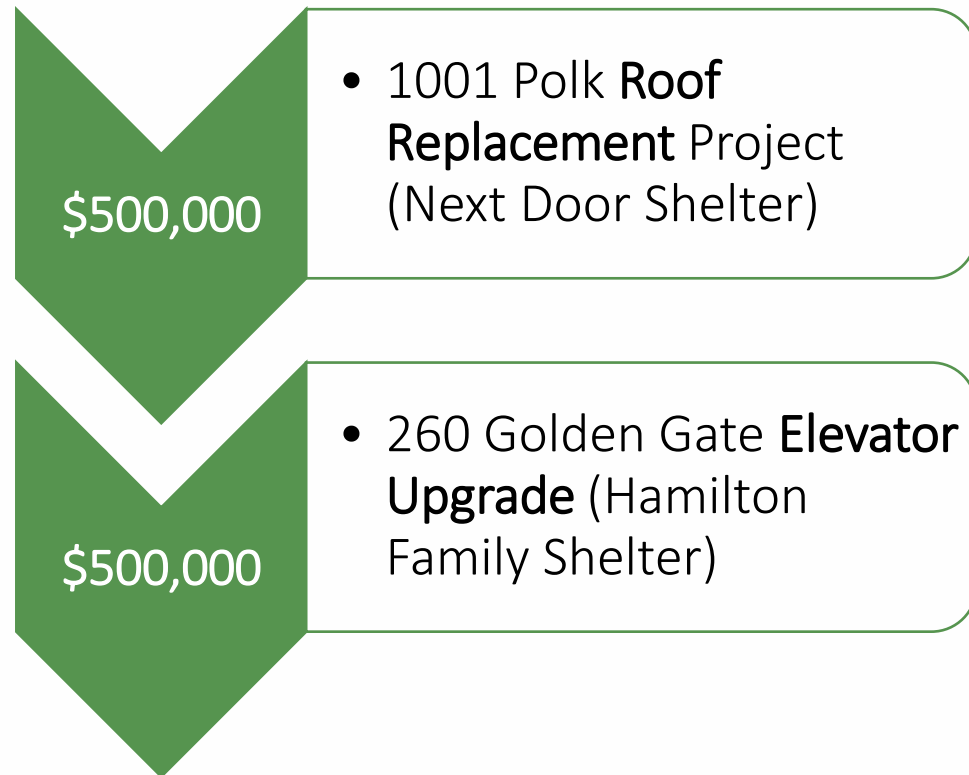 $500,000
• 1001 Polk Roof
Replacement Project
(Next Door Shelter)
$500,000
• 260 Golden Gate Elevator
Upgrade (Hamilton
Family Shelter)